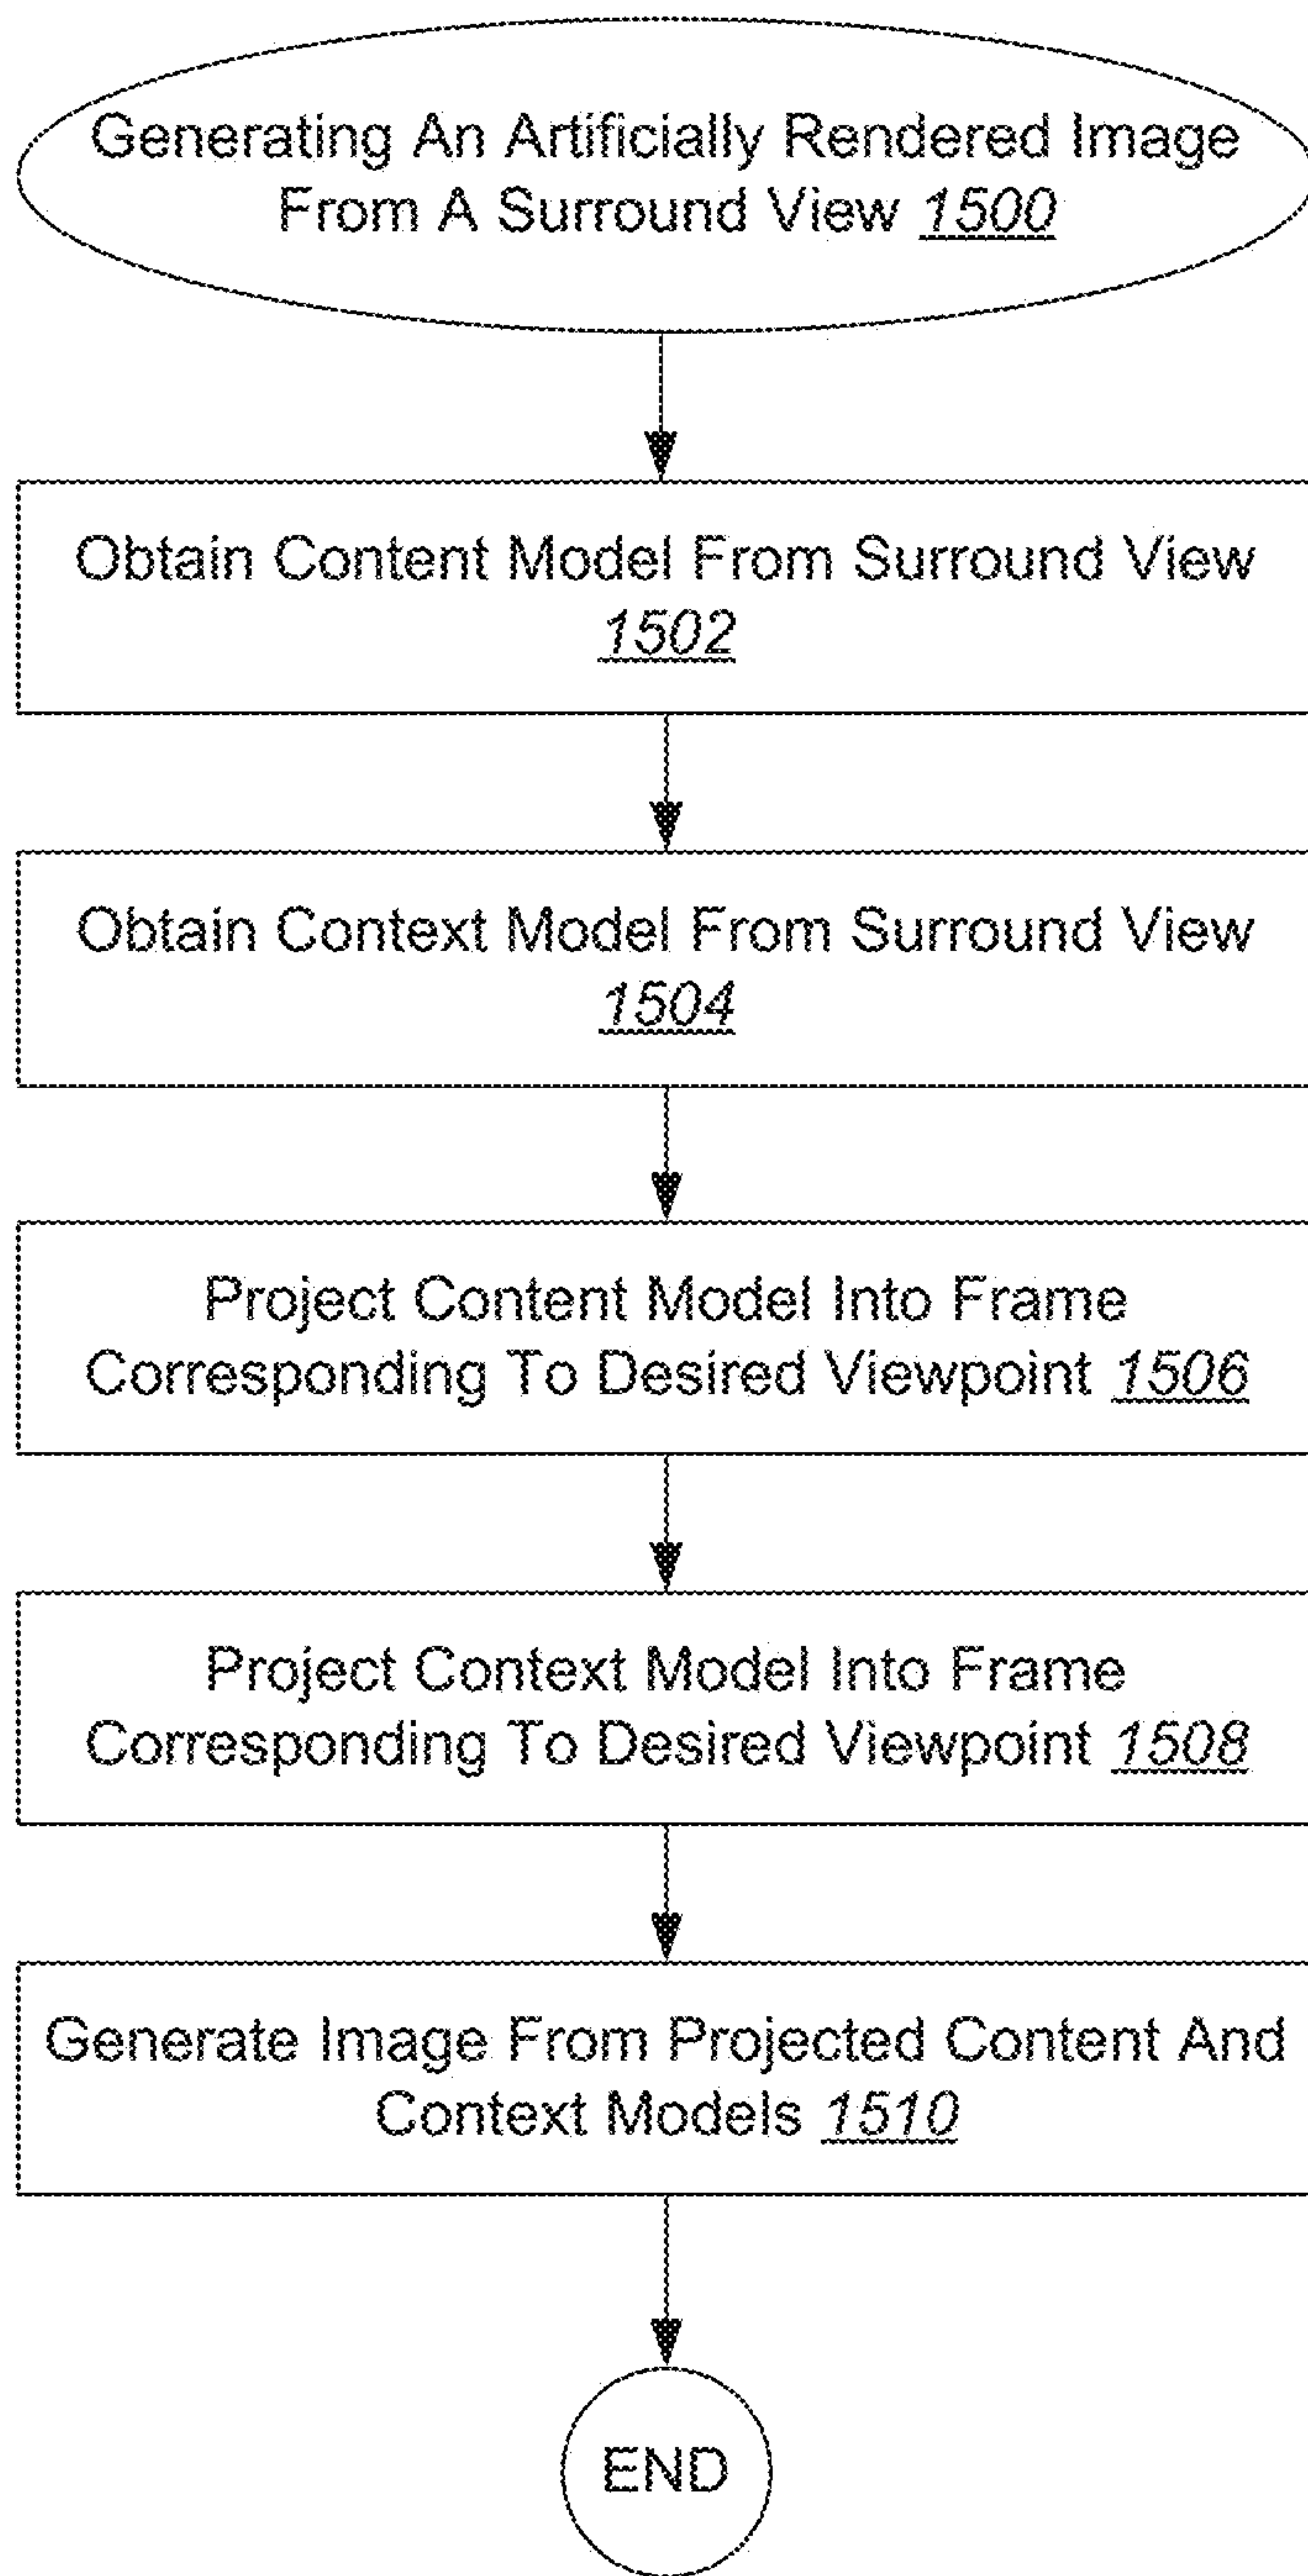 Generating An Artificially Rendered Image
From A Surround View 1500
Obtain Content Model From Surround View
1502
Obtain Context Model From Surround View
1504
Project Content Model Into Frame
Corresponding To Desired Viewpoint 1506
Project Context Model Into Frame
Corresponding To Desired Viewpoint 1508
Generate Image From Projected Content And
Context Models 1510
END